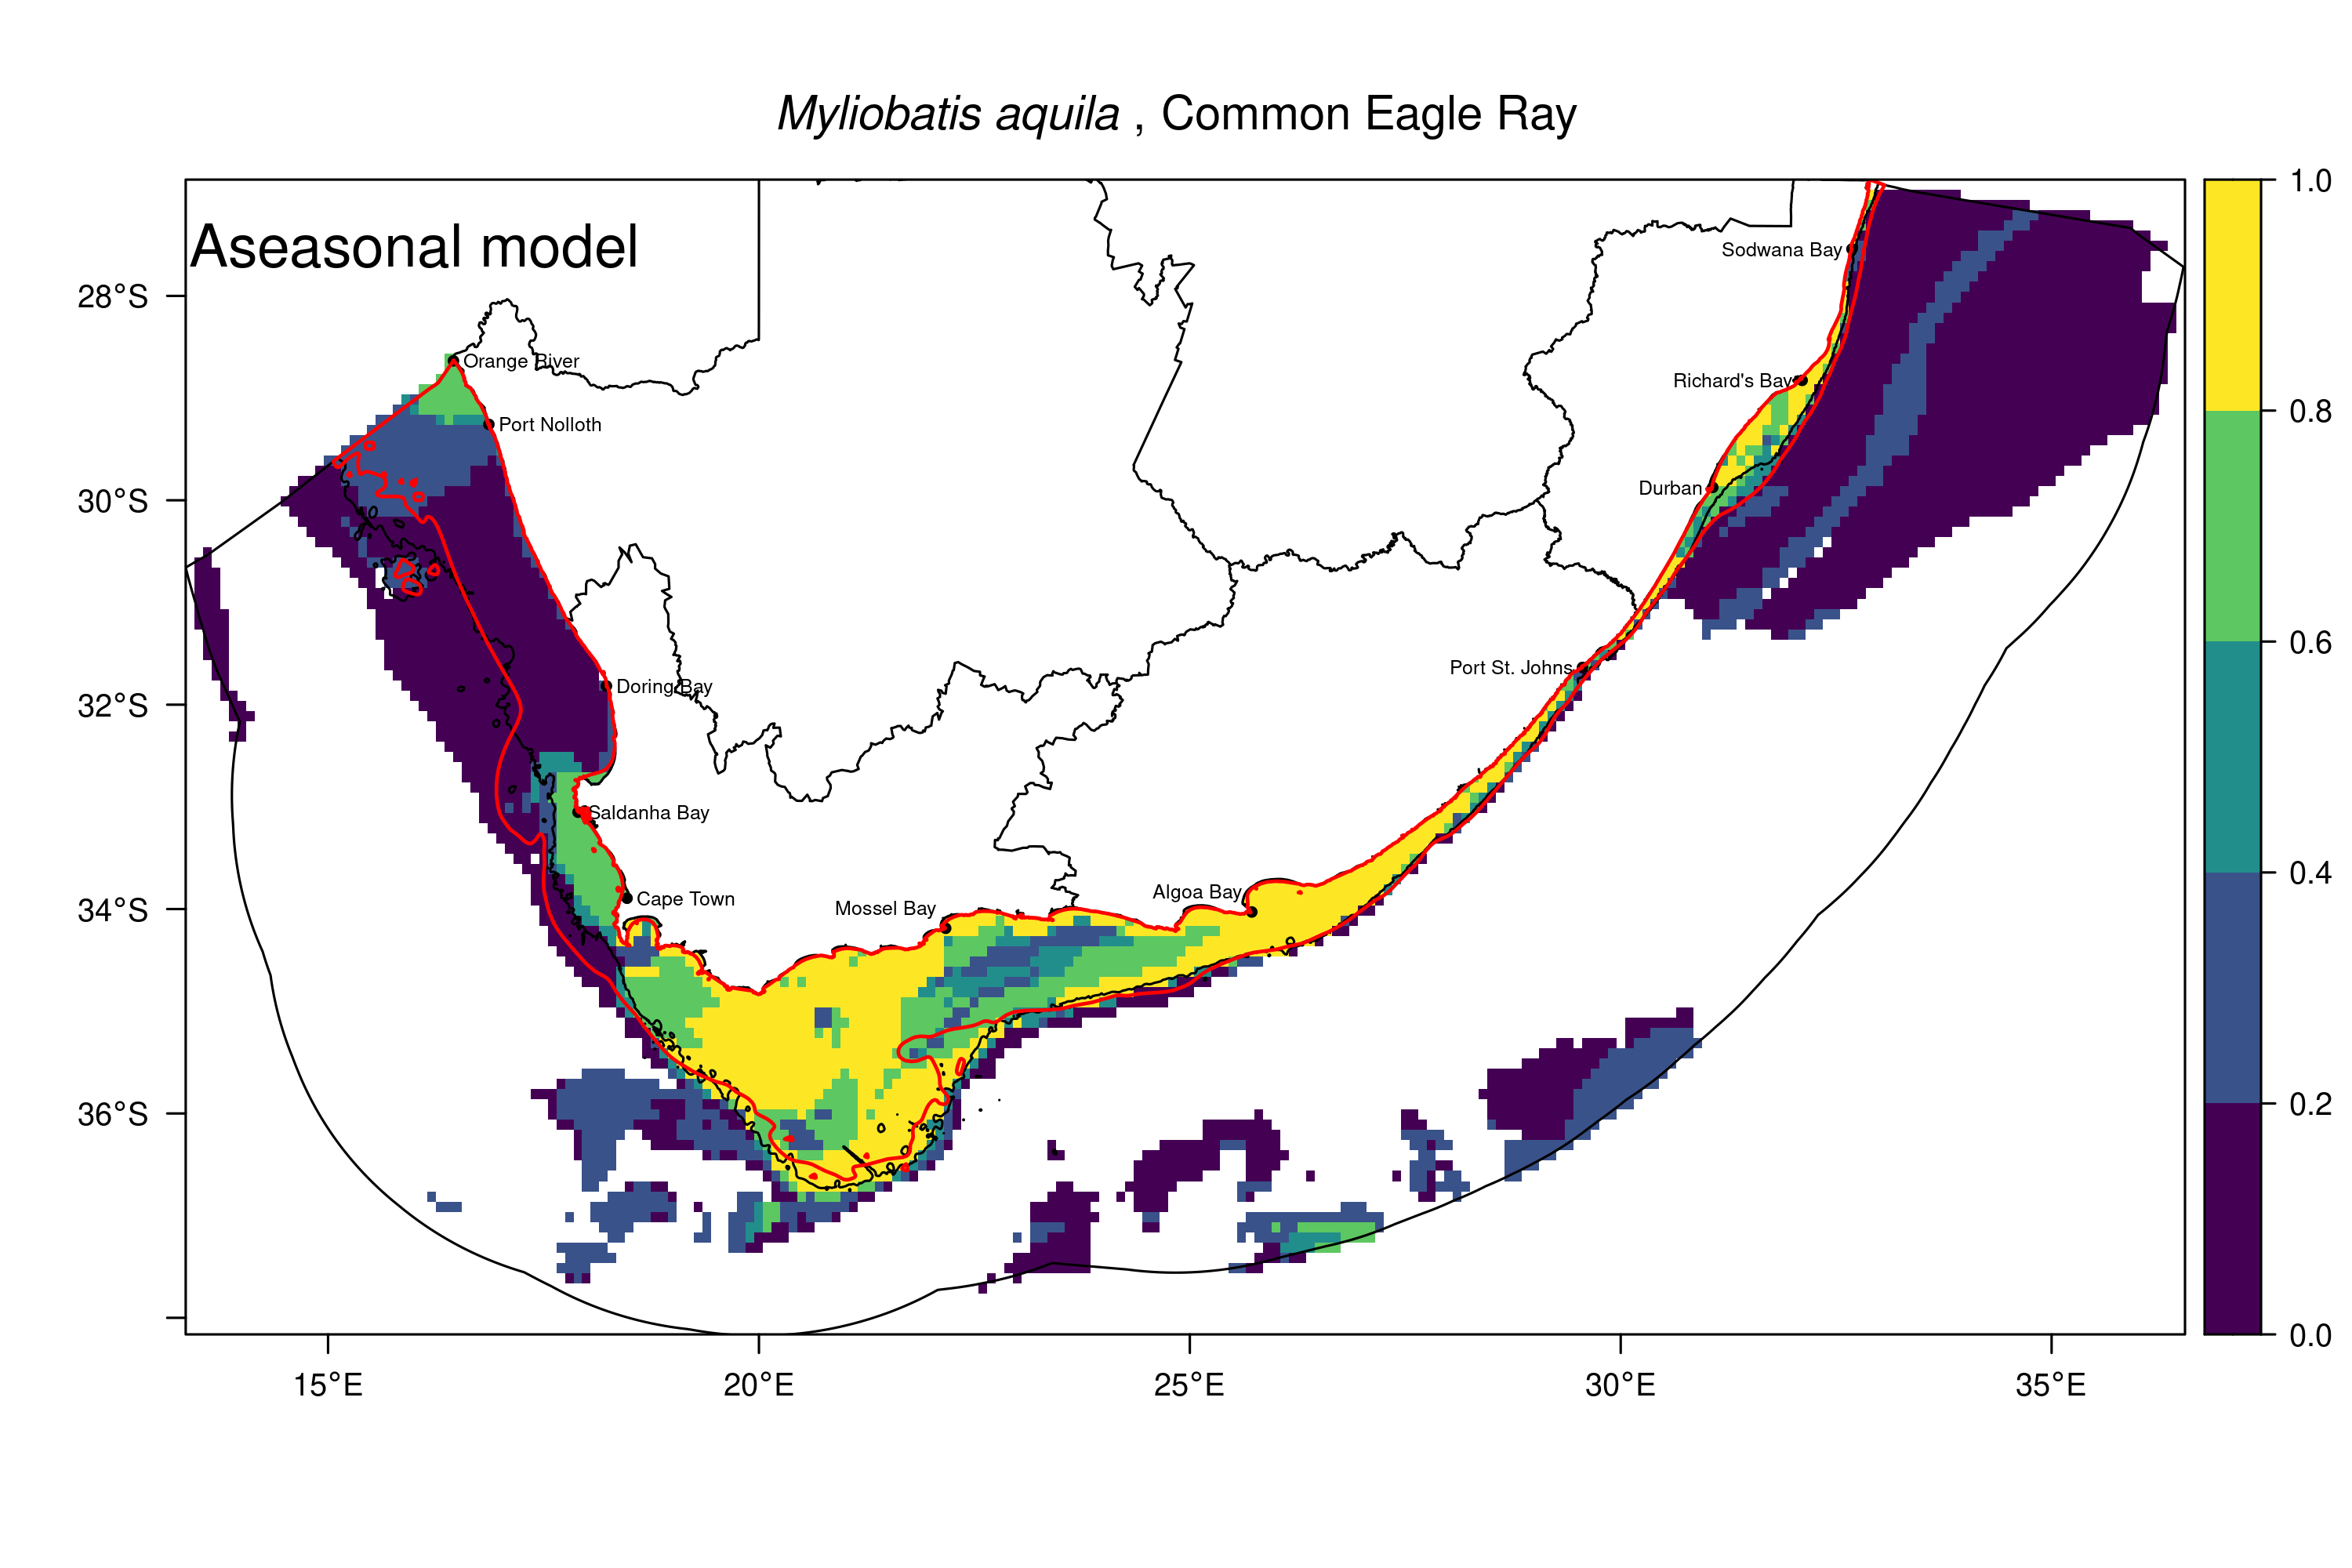 Myliobatis aquila , Common Eagle Ray
Aseasonal model
1.0
0.8
0.6
0.4
0.2
0.0
28°S
30°S
32°S
34°S
36°S
15°E
20°E
25°E
30°E
35°E
Sodwana Bay
Orange River
Richard's Bay
Port Nolloth
Durban
Port St. Johns
Doring Bay
Saldanha Bay
Algoa Bay
Cape Town
Mossel Bay